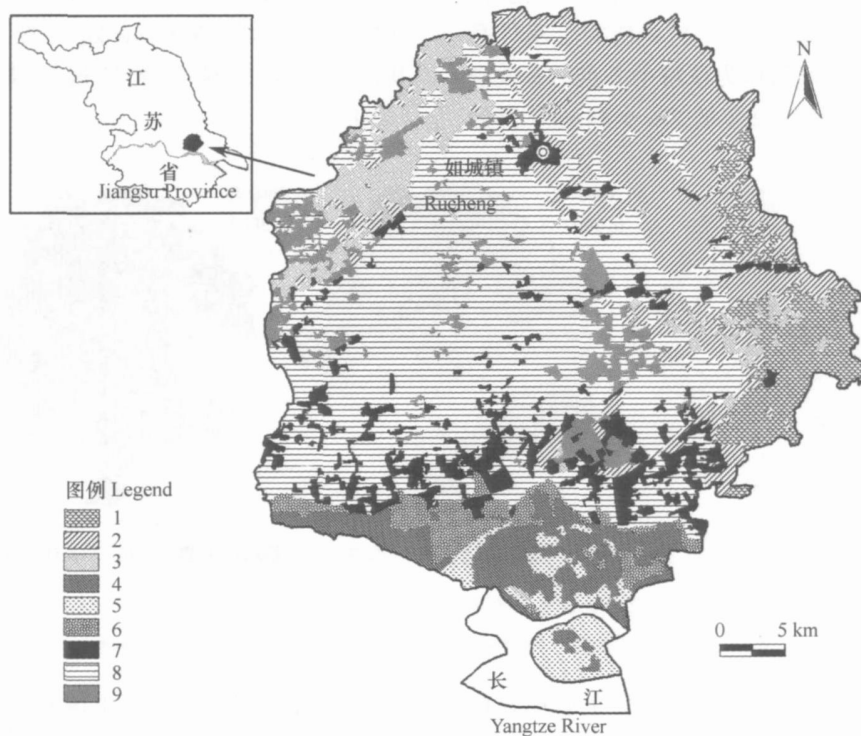 江
苏
省
Jiangsu Province
N
如城镇
Rucheng
图例 Legend
1
2
3
4
5
6
7
8
9
0 5 km
长 江
Yangtze River